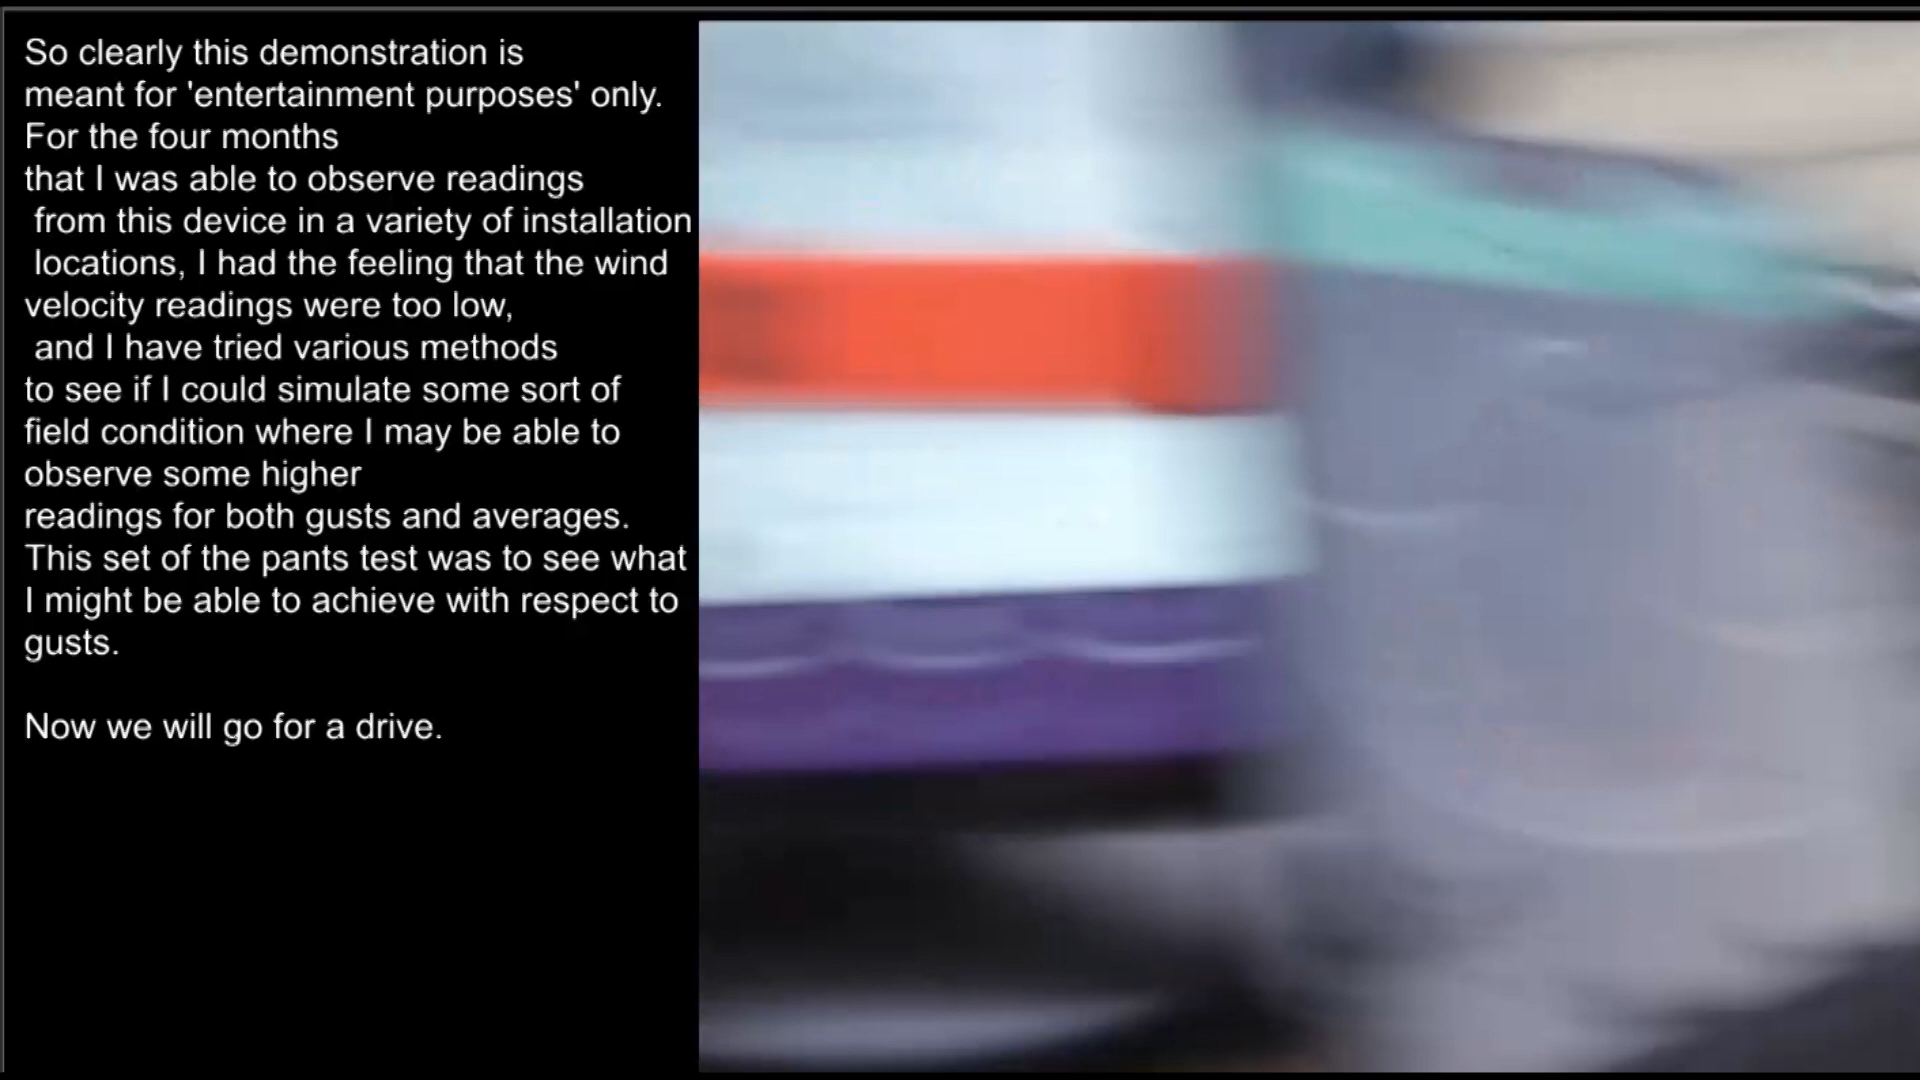 So clearly this demonstration is
meant for 'entertainment purposes' only.
For the four months
that I was able to observe readings
from this device in a variety of installation
locations, I had the feeling that the wind
velocity readings were too low,
and I have tried various methods
to see if I could simulate some sort of
field condition where I may be able to
observe some higher
readings for both gusts and averages.
This set of the pants test was to see what
I might be able to achieve with respect to
gusts.
Now we will go for a drive.